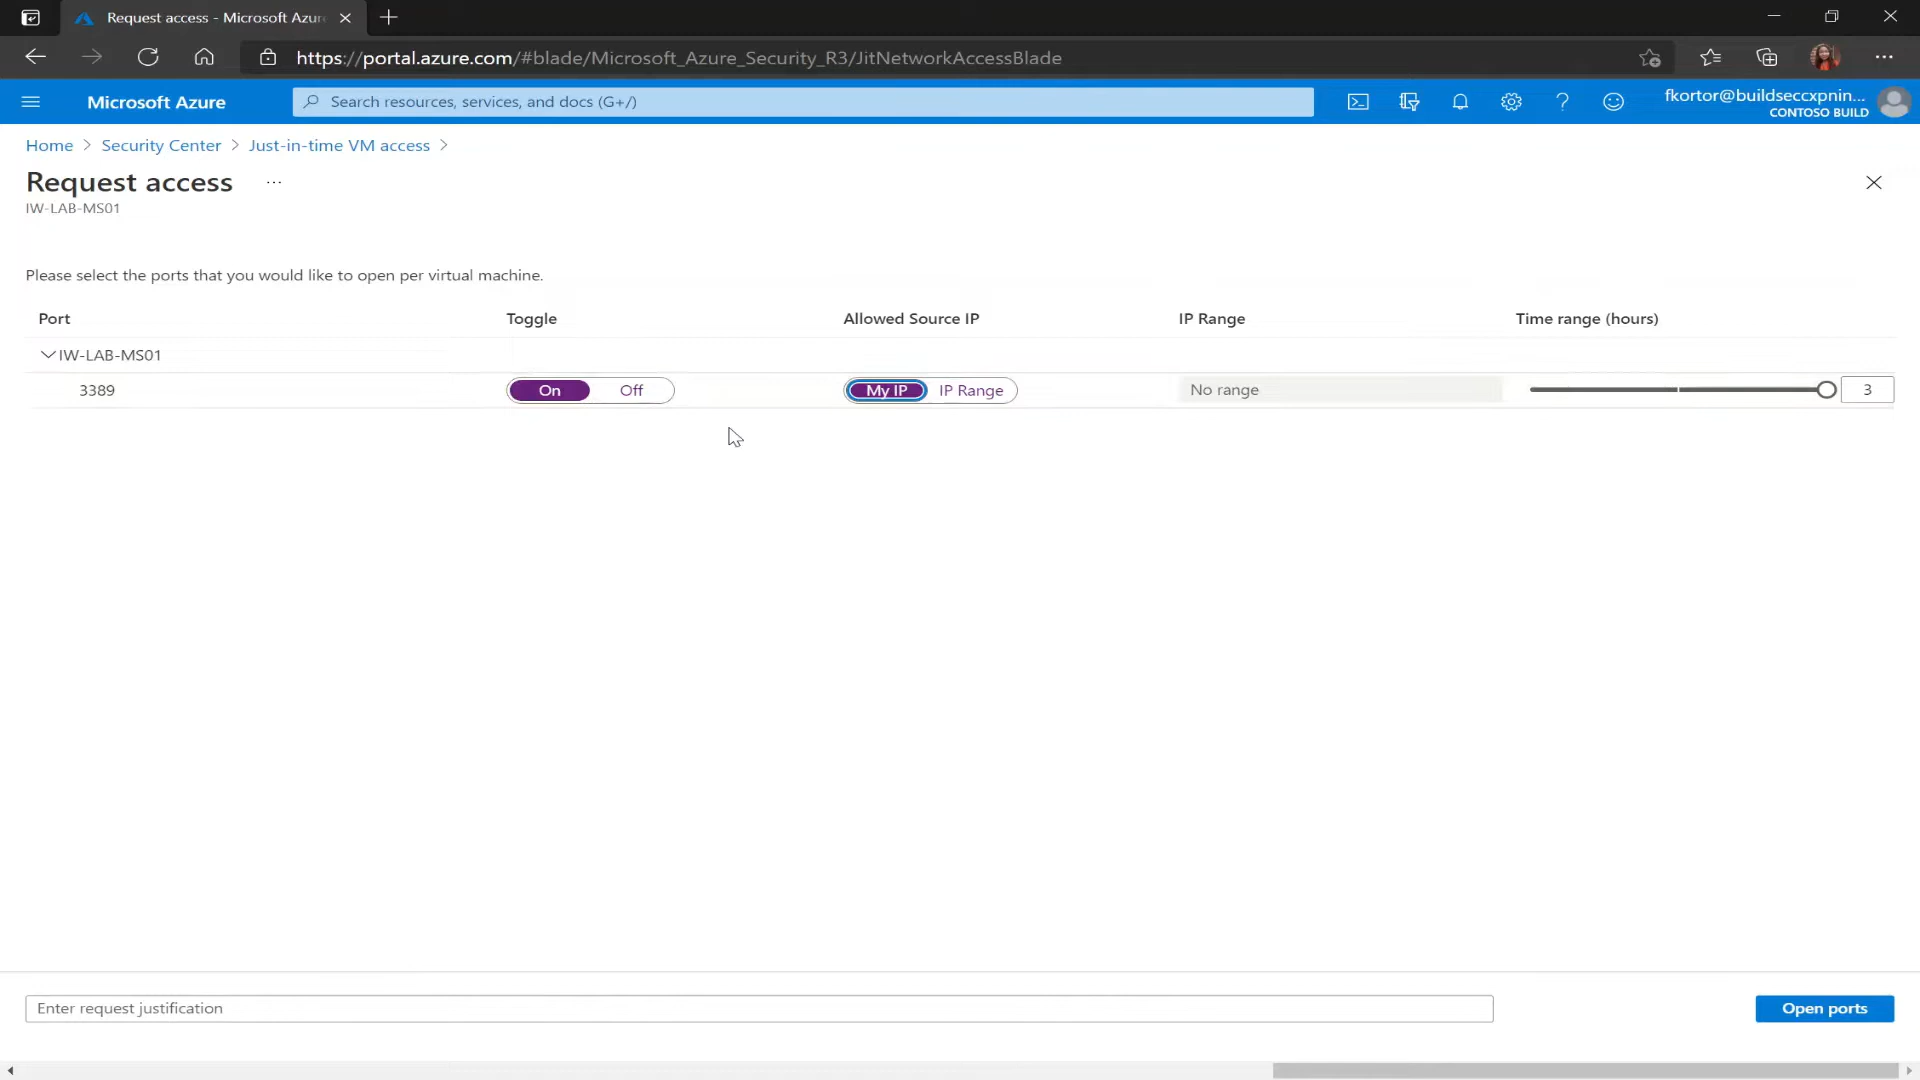 Request access - Microsoft Azur
https://portal.azure.com/#blade/Microsoft_Azure_Security_R3/JitNetworkAccessBlade
Microsoft Azure
Search resources, services, and docs (G+/)
fkortor@buildseccxpnin...
CONTOSO BUILD
Home > Security Center > Just-in-time VM access >
Request access ...
IW-LAB-MS01
Please select the ports that you would like to open per virtual machine.
Port Toggle Allowed Source IP IP Range Time range (hours)
IW-LAB-MS01
3389 On Off My IP IP Range No range 3
Enter request justification
Open ports